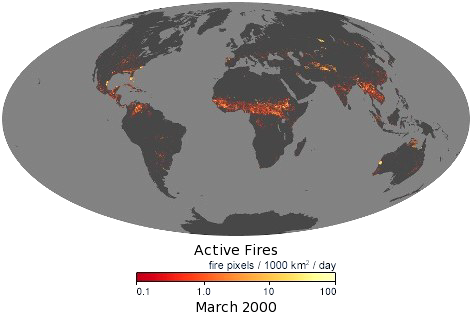 Active Fires
fire pixels / 1000 km² / day
0.1 1.0 10 100
March 2000